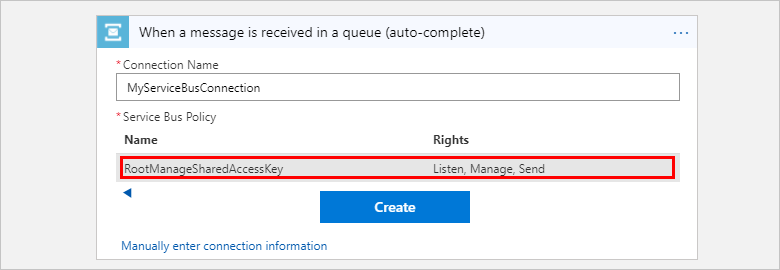 When a message is received in a queue (auto-complete) ...
* Connection Name
MyServiceBusConnection
* Service Bus Policy
Name Rights
RootManageSharedAccessKey Listen, Manage, Send
Create
Manually enter connection information